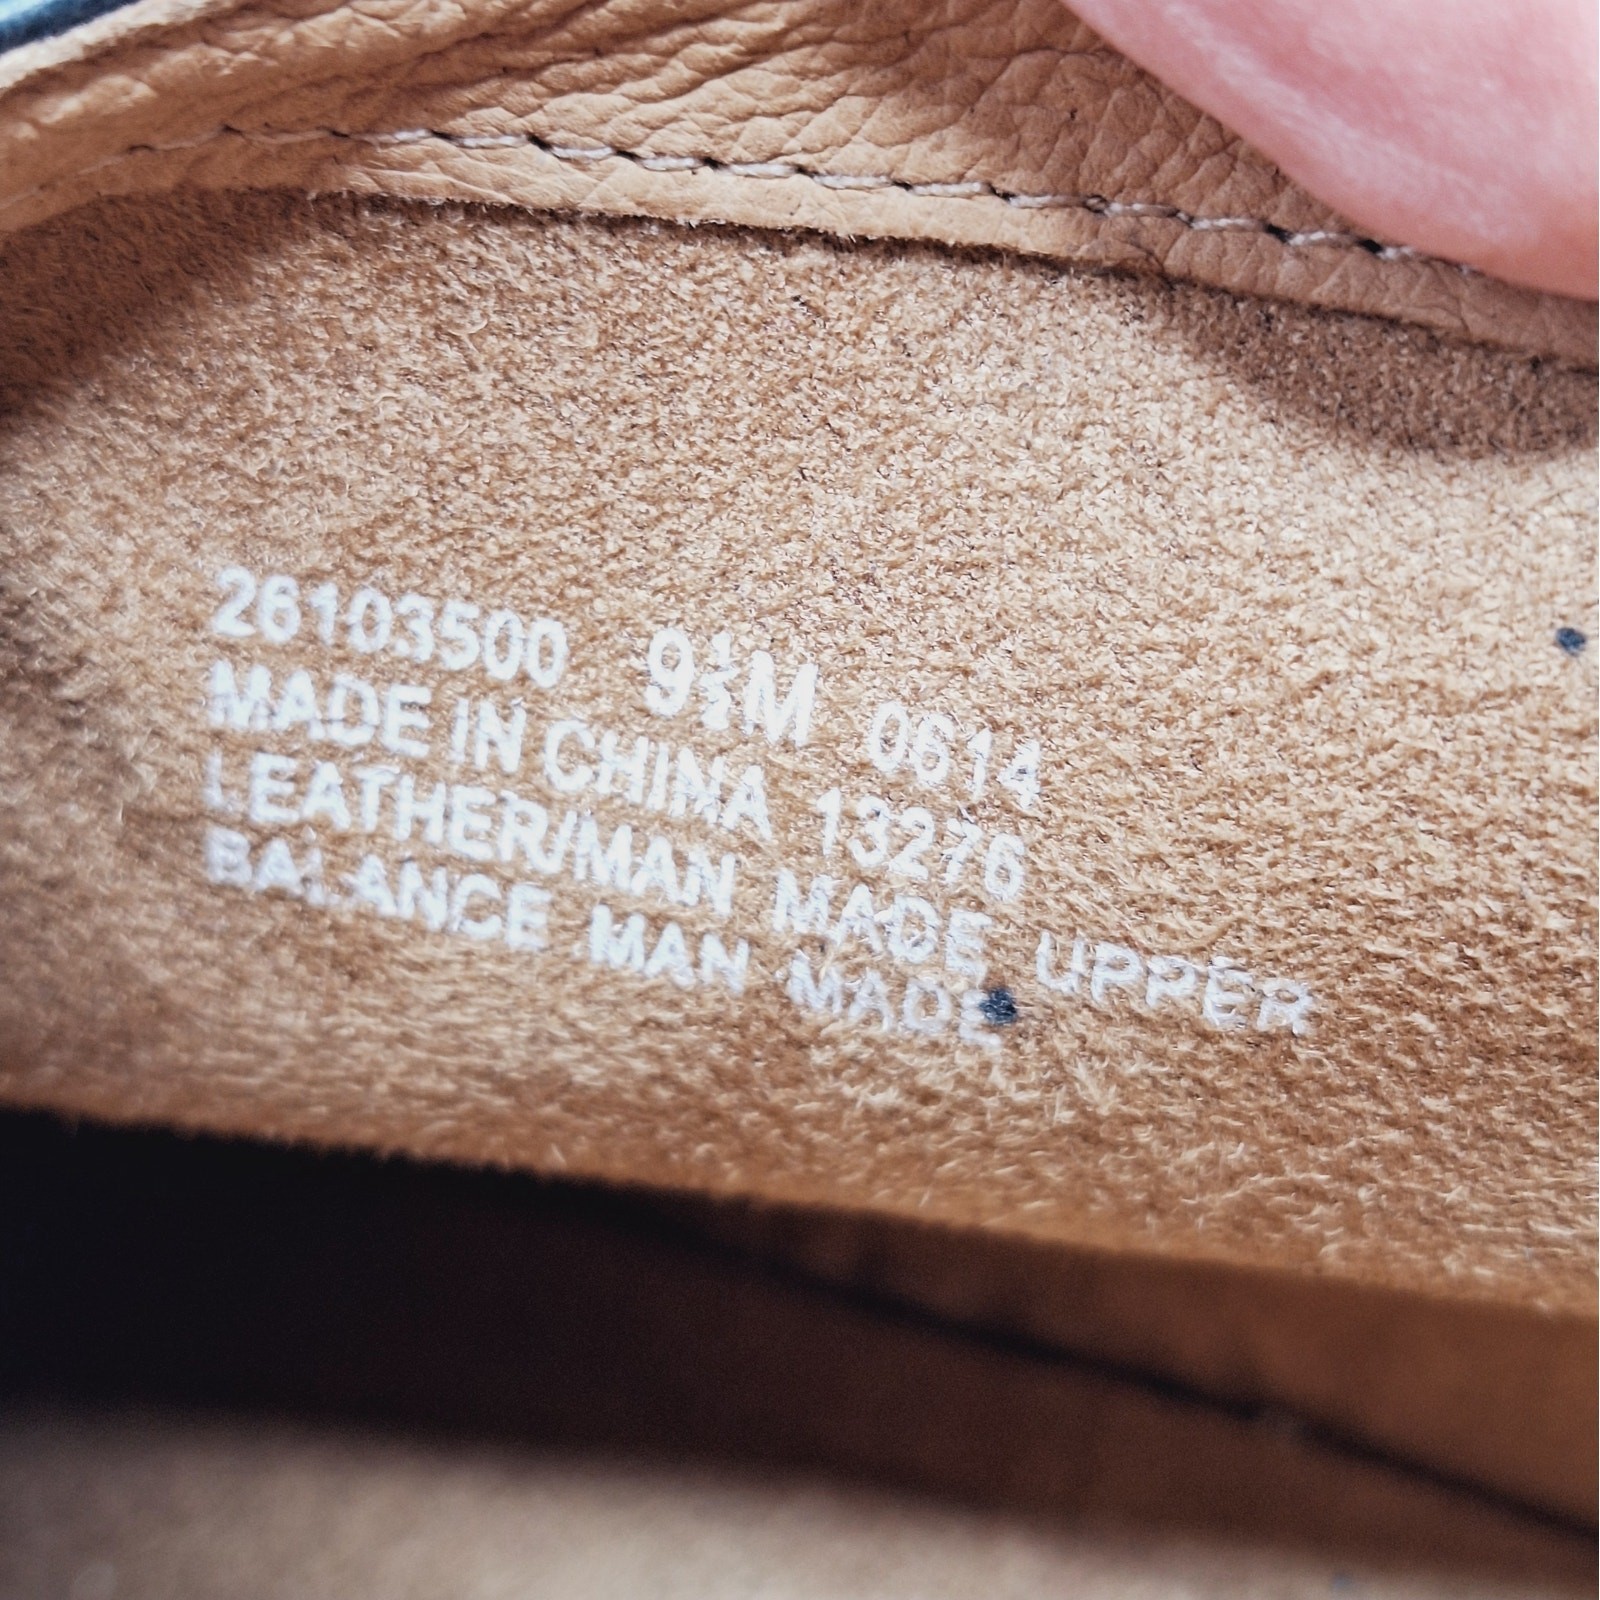 26103500 9½M 0614
MADE IN CHINA 13276
LEATHER/MAN MADE UPPER
BALANCE MAN MADE